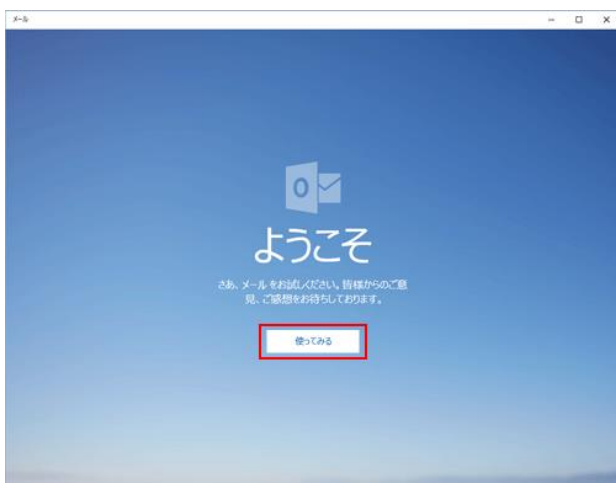 メール
ようこそ
さあ、メール をお試しください。皆様からのご意
見、ご感想をお待ちしております。
使ってみる